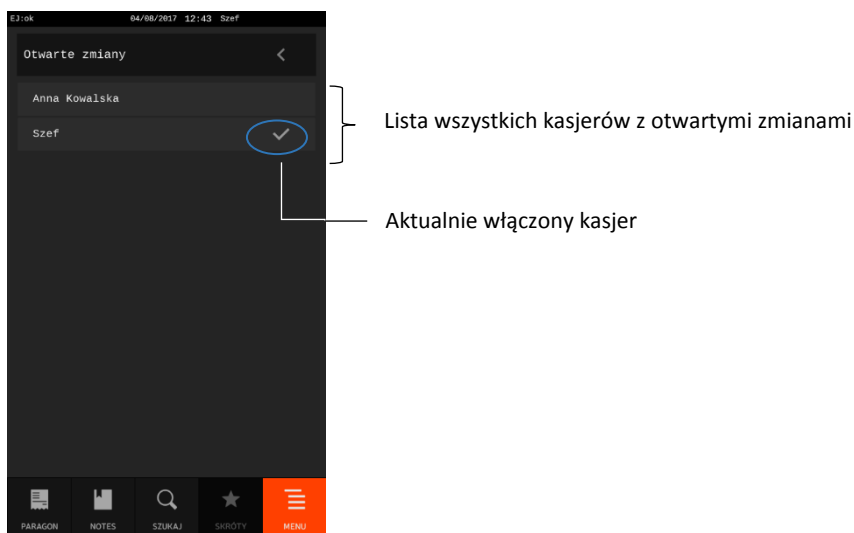 EJ:ok 04/08/2017 12:43 Szef
Otwarte zmiany
Anna Kowalska
Szef
Lista wszystkich kasjerów z otwartymi zmianami
Aktualnie włączony kasjer
PARAGON NOTES SZUKAJ SKRÓTY MENU